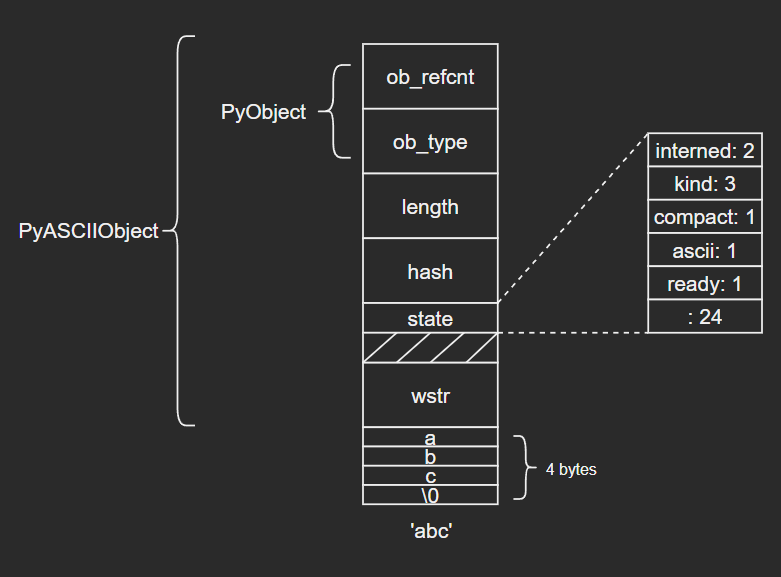 ob_refcnt
PyObject
ob_type
interned: 2
kind: 3
length
compact: 1
PyASCIIObject
ascii: 1
hash
ready: 1
state
: 24
wstr
a
b
c
\0
4 bytes
'abc'